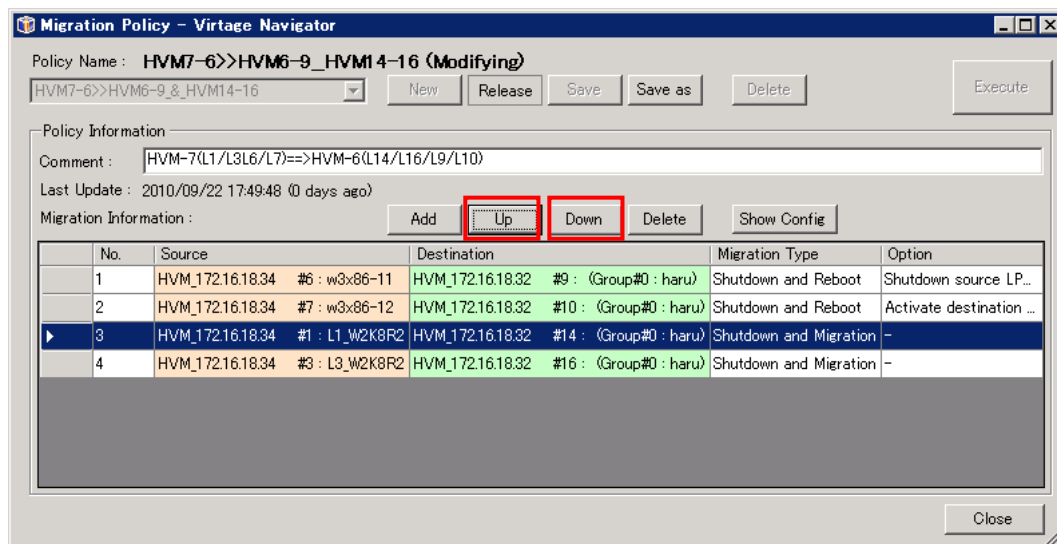 Migration Policy - Virtage Navigator
Policy Name : HVM7-6>>HVM6-9_HVM14-16 (Modifying)
HVM7-6>>HVM6-9_&_HVM14-16 New Release Save Save as Delete Execute
Policy Information
Comment : HVM-7(L1/L3L6/L7)==>HVM-6(L14/L16/L9/L10)
Last Update : 2010/09/22 17:49:48 (0 days ago)
Migration Information : Add Up Down Delete Show Config
No. Source Destination Migration Type Option
1 HVM_172.16.18.34 #6 : w3x86-11 HVM_172.16.18.32 #9 : (Group#0 : haru) Shutdown and Reboot Shutdown source LP...
2 HVM_172.16.18.34 #7 : w3x86-12 HVM_172.16.18.32 #10 : (Group#0 : haru) Shutdown and Reboot Activate destination ...
3 HVM_172.16.18.34 #1 : L1_W2K8R2 HVM_172.16.18.32 #14 : (Group#0 : haru) Shutdown and Migration -
4 HVM_172.16.18.34 #3 : L3_W2K8R2 HVM_172.16.18.32 #16 : (Group#0 : haru) Shutdown and Migration -
Close